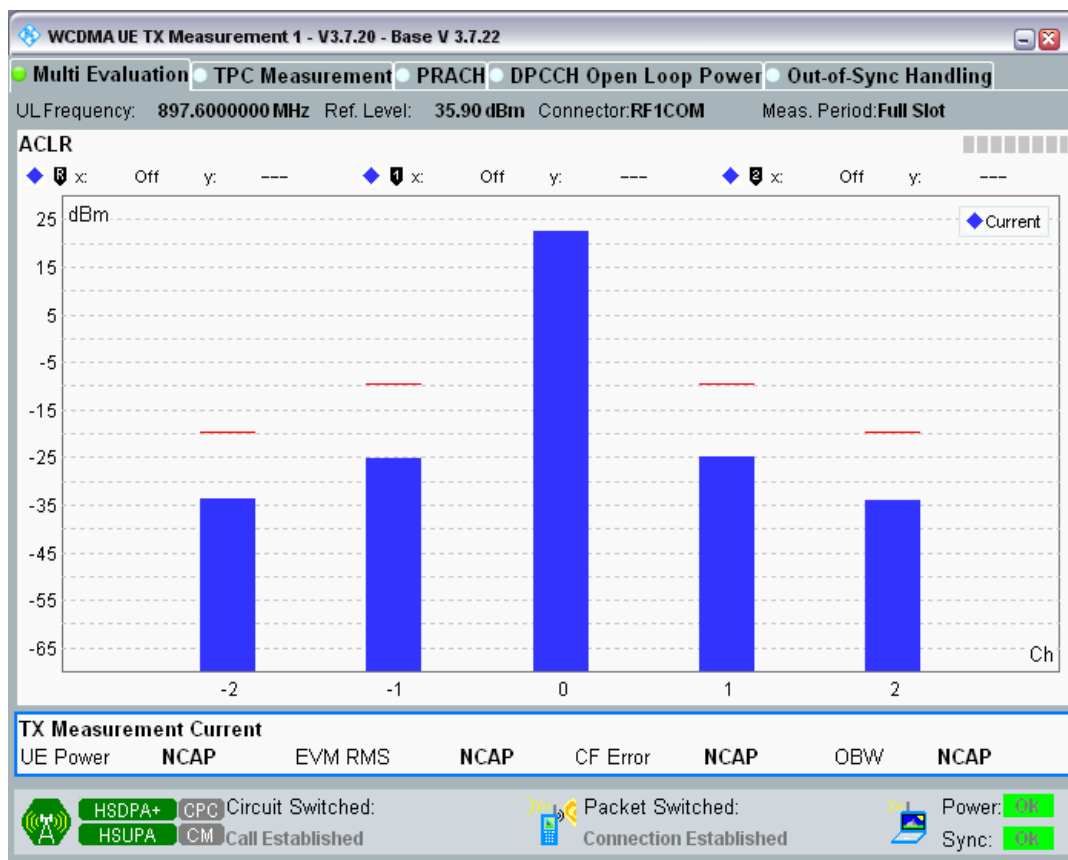 WCDMA UE TX Measurement 1 - V3.7.20 - Base V 3.7.22
Multi Evaluation TPC Measurement PRACH DPCCH Open Loop Power Out-of-Sync Handling
UL Frequency: 897.6000000 MHz Ref. Level: 35.90 dBm Connector:RF1COM Meas. Period:Full Slot
ACLR
R x: Off y: --- 1 x: Off y: --- 2 x: Off y: ---
dBm
Current
25
15
5
-5
-15
-25
-35
-45
-55
-65
Ch
-2 -1 0 1 2
TX Measurement Current
UE Power NCAP EVM RMS NCAP CF Error NCAP OBW NCAP
HSDPA+ CPC Circuit Switched: Packet Switched: Power: OK
HSUPA CM Call Established Connection Established Sync: OK